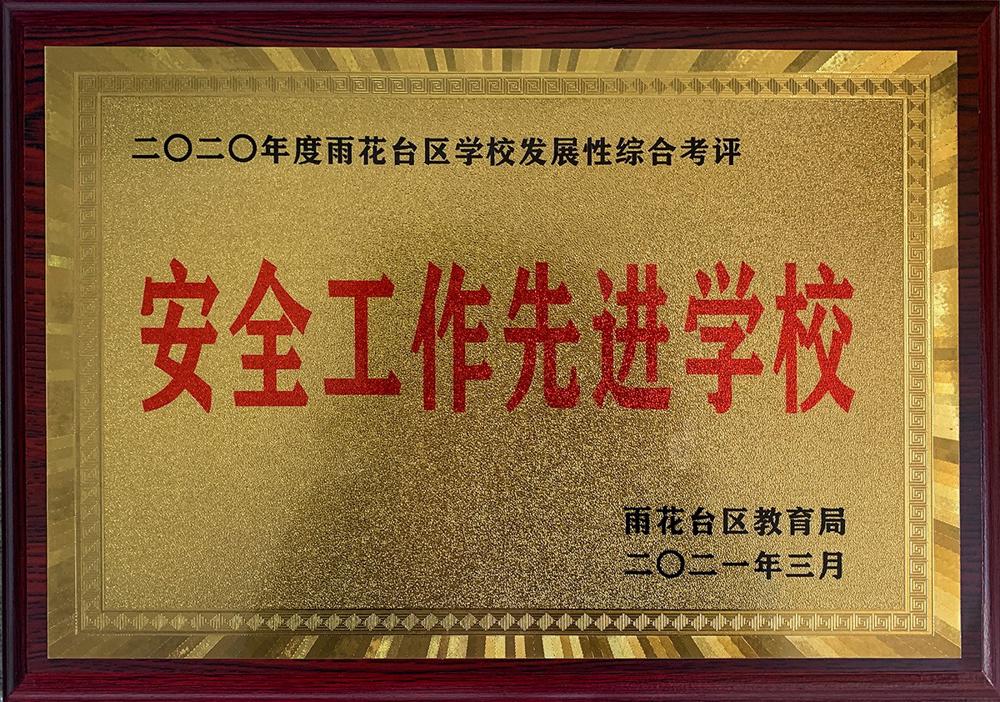 二〇二〇年度雨花台区学校发展性综合考评
安全工作先进学校
雨花台区教育局
二〇二一年三月